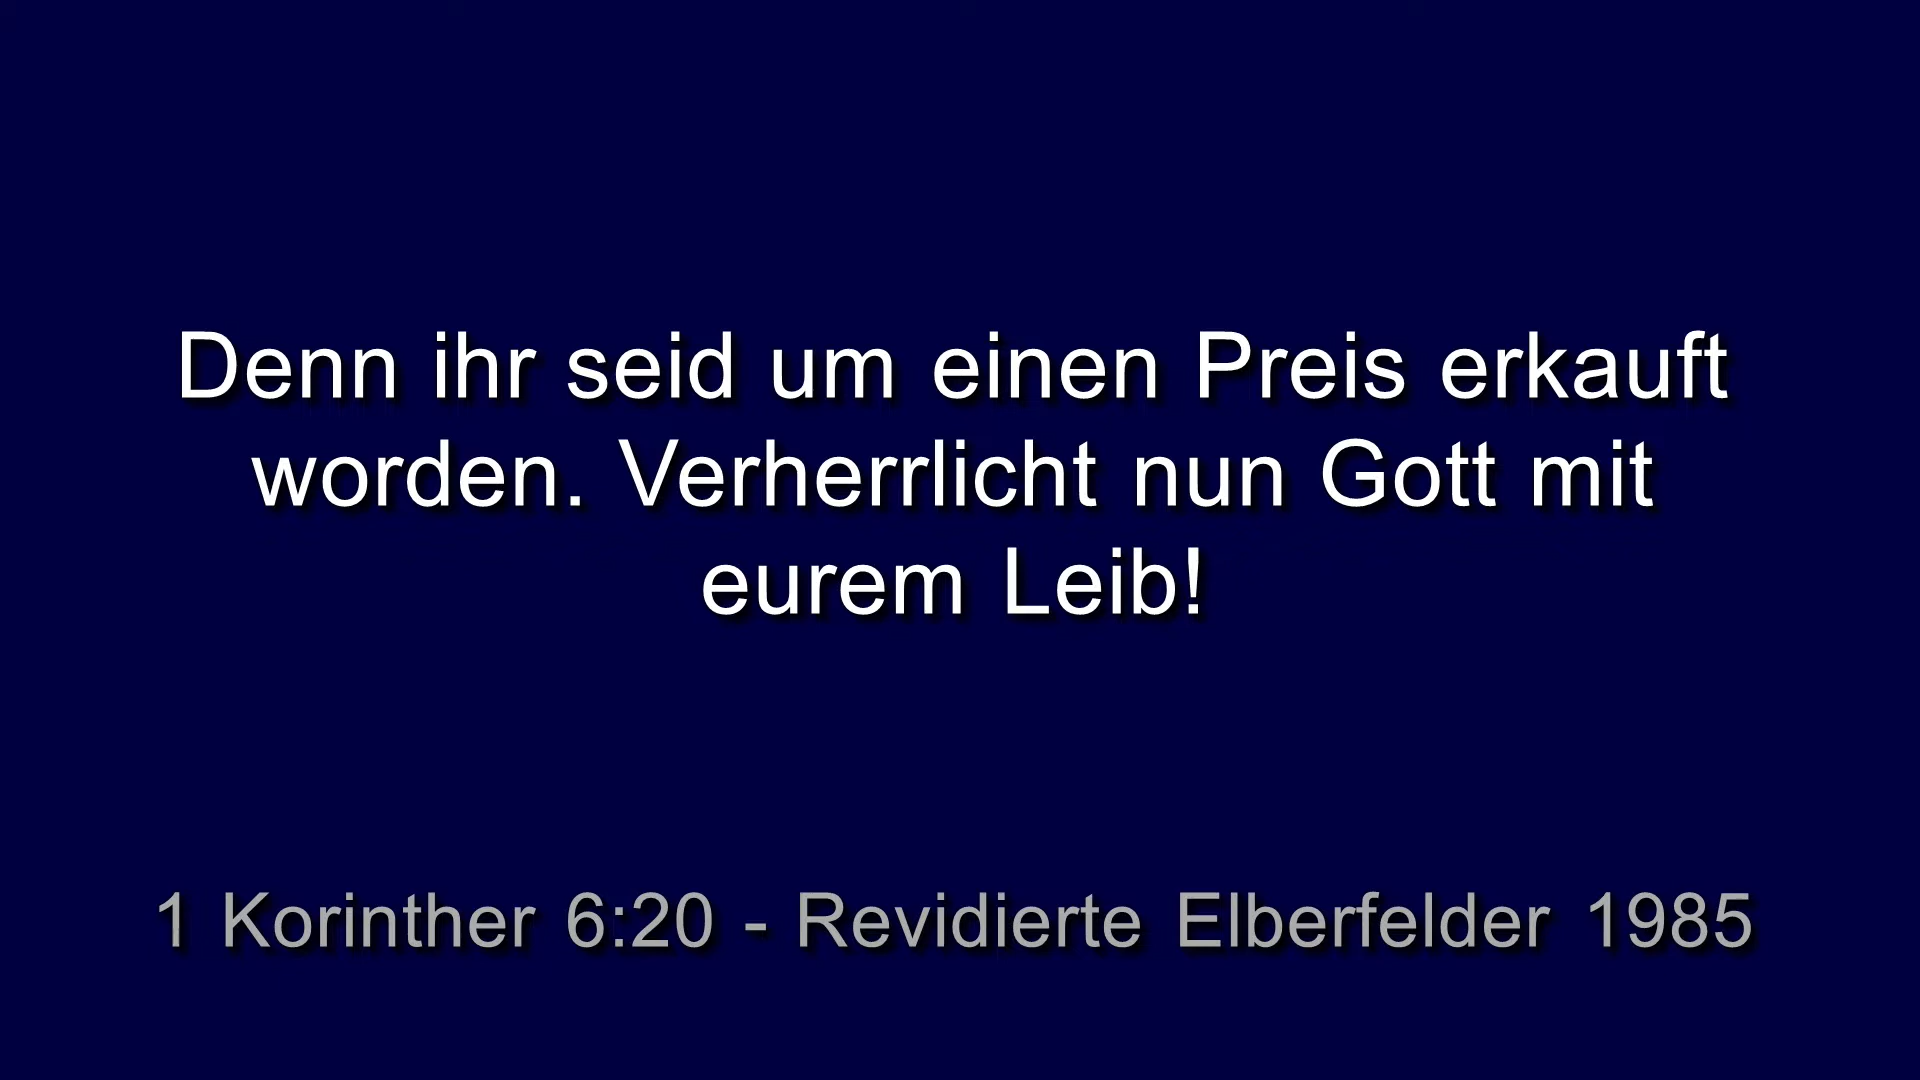 Denn ihr seid um einen Preis erkauft
worden. Verherrlicht nun Gott mit
eurem Leib!
1 Korinther 6:20 - Revidierte Elberfelder 1985